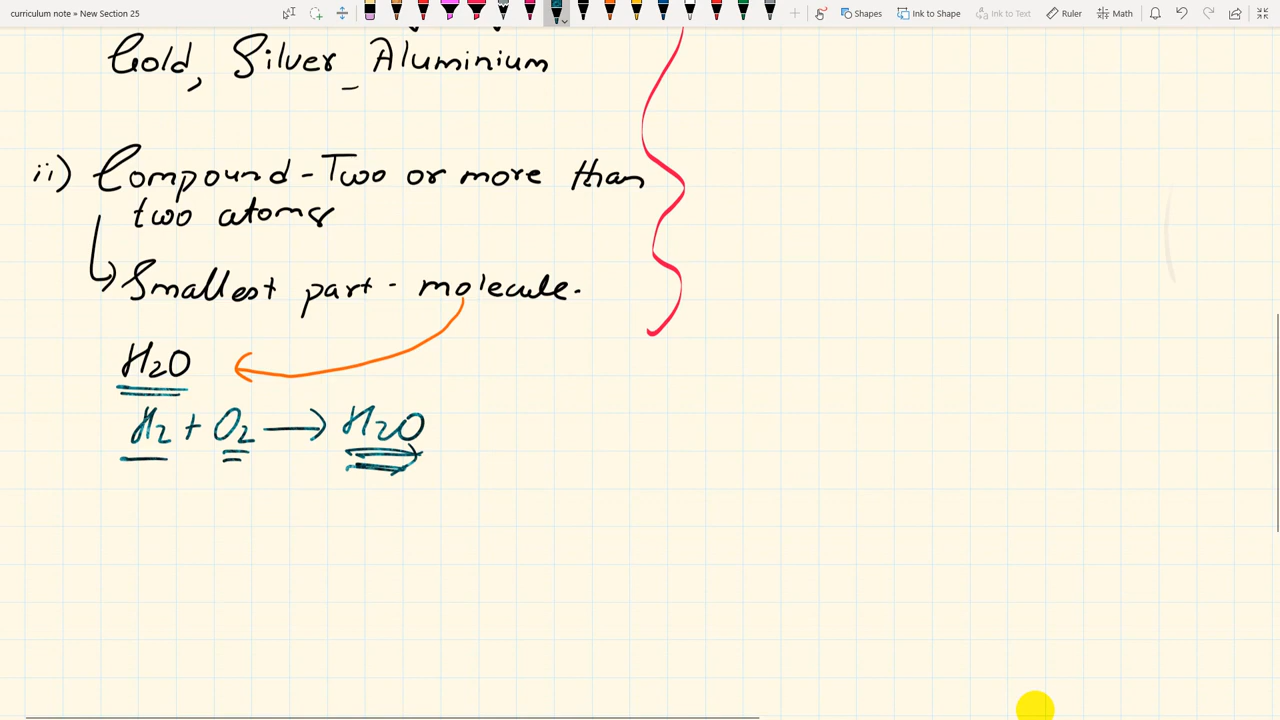 curriculum note » New Section 25
Shapes
Ink to Shape
Ink to Text
Ruler
Math
Gold, Silver Aluminium
ii) Compound - Two or more than
two atoms
Smallest part - molecule.
H2O
H2 + O2 → H2O